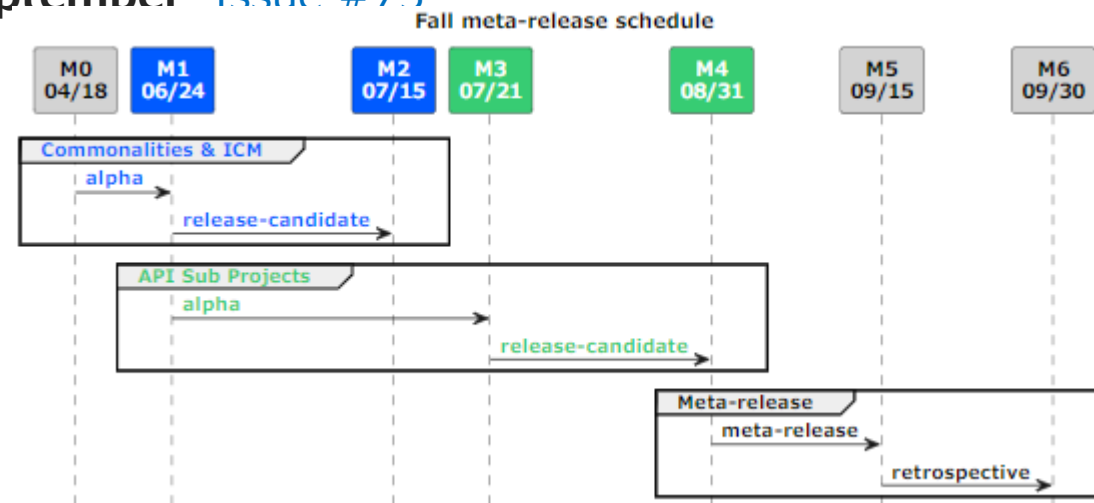 Fall meta-release schedule
M0
04/18
M1
06/24
M2
07/15
M3
07/21
M4
08/31
M5
09/15
M6
09/30
Commonalities & ICM
alpha
release-candidate
API Sub Projects
alpha
release-candidate
Meta-release
meta-release
retrospective